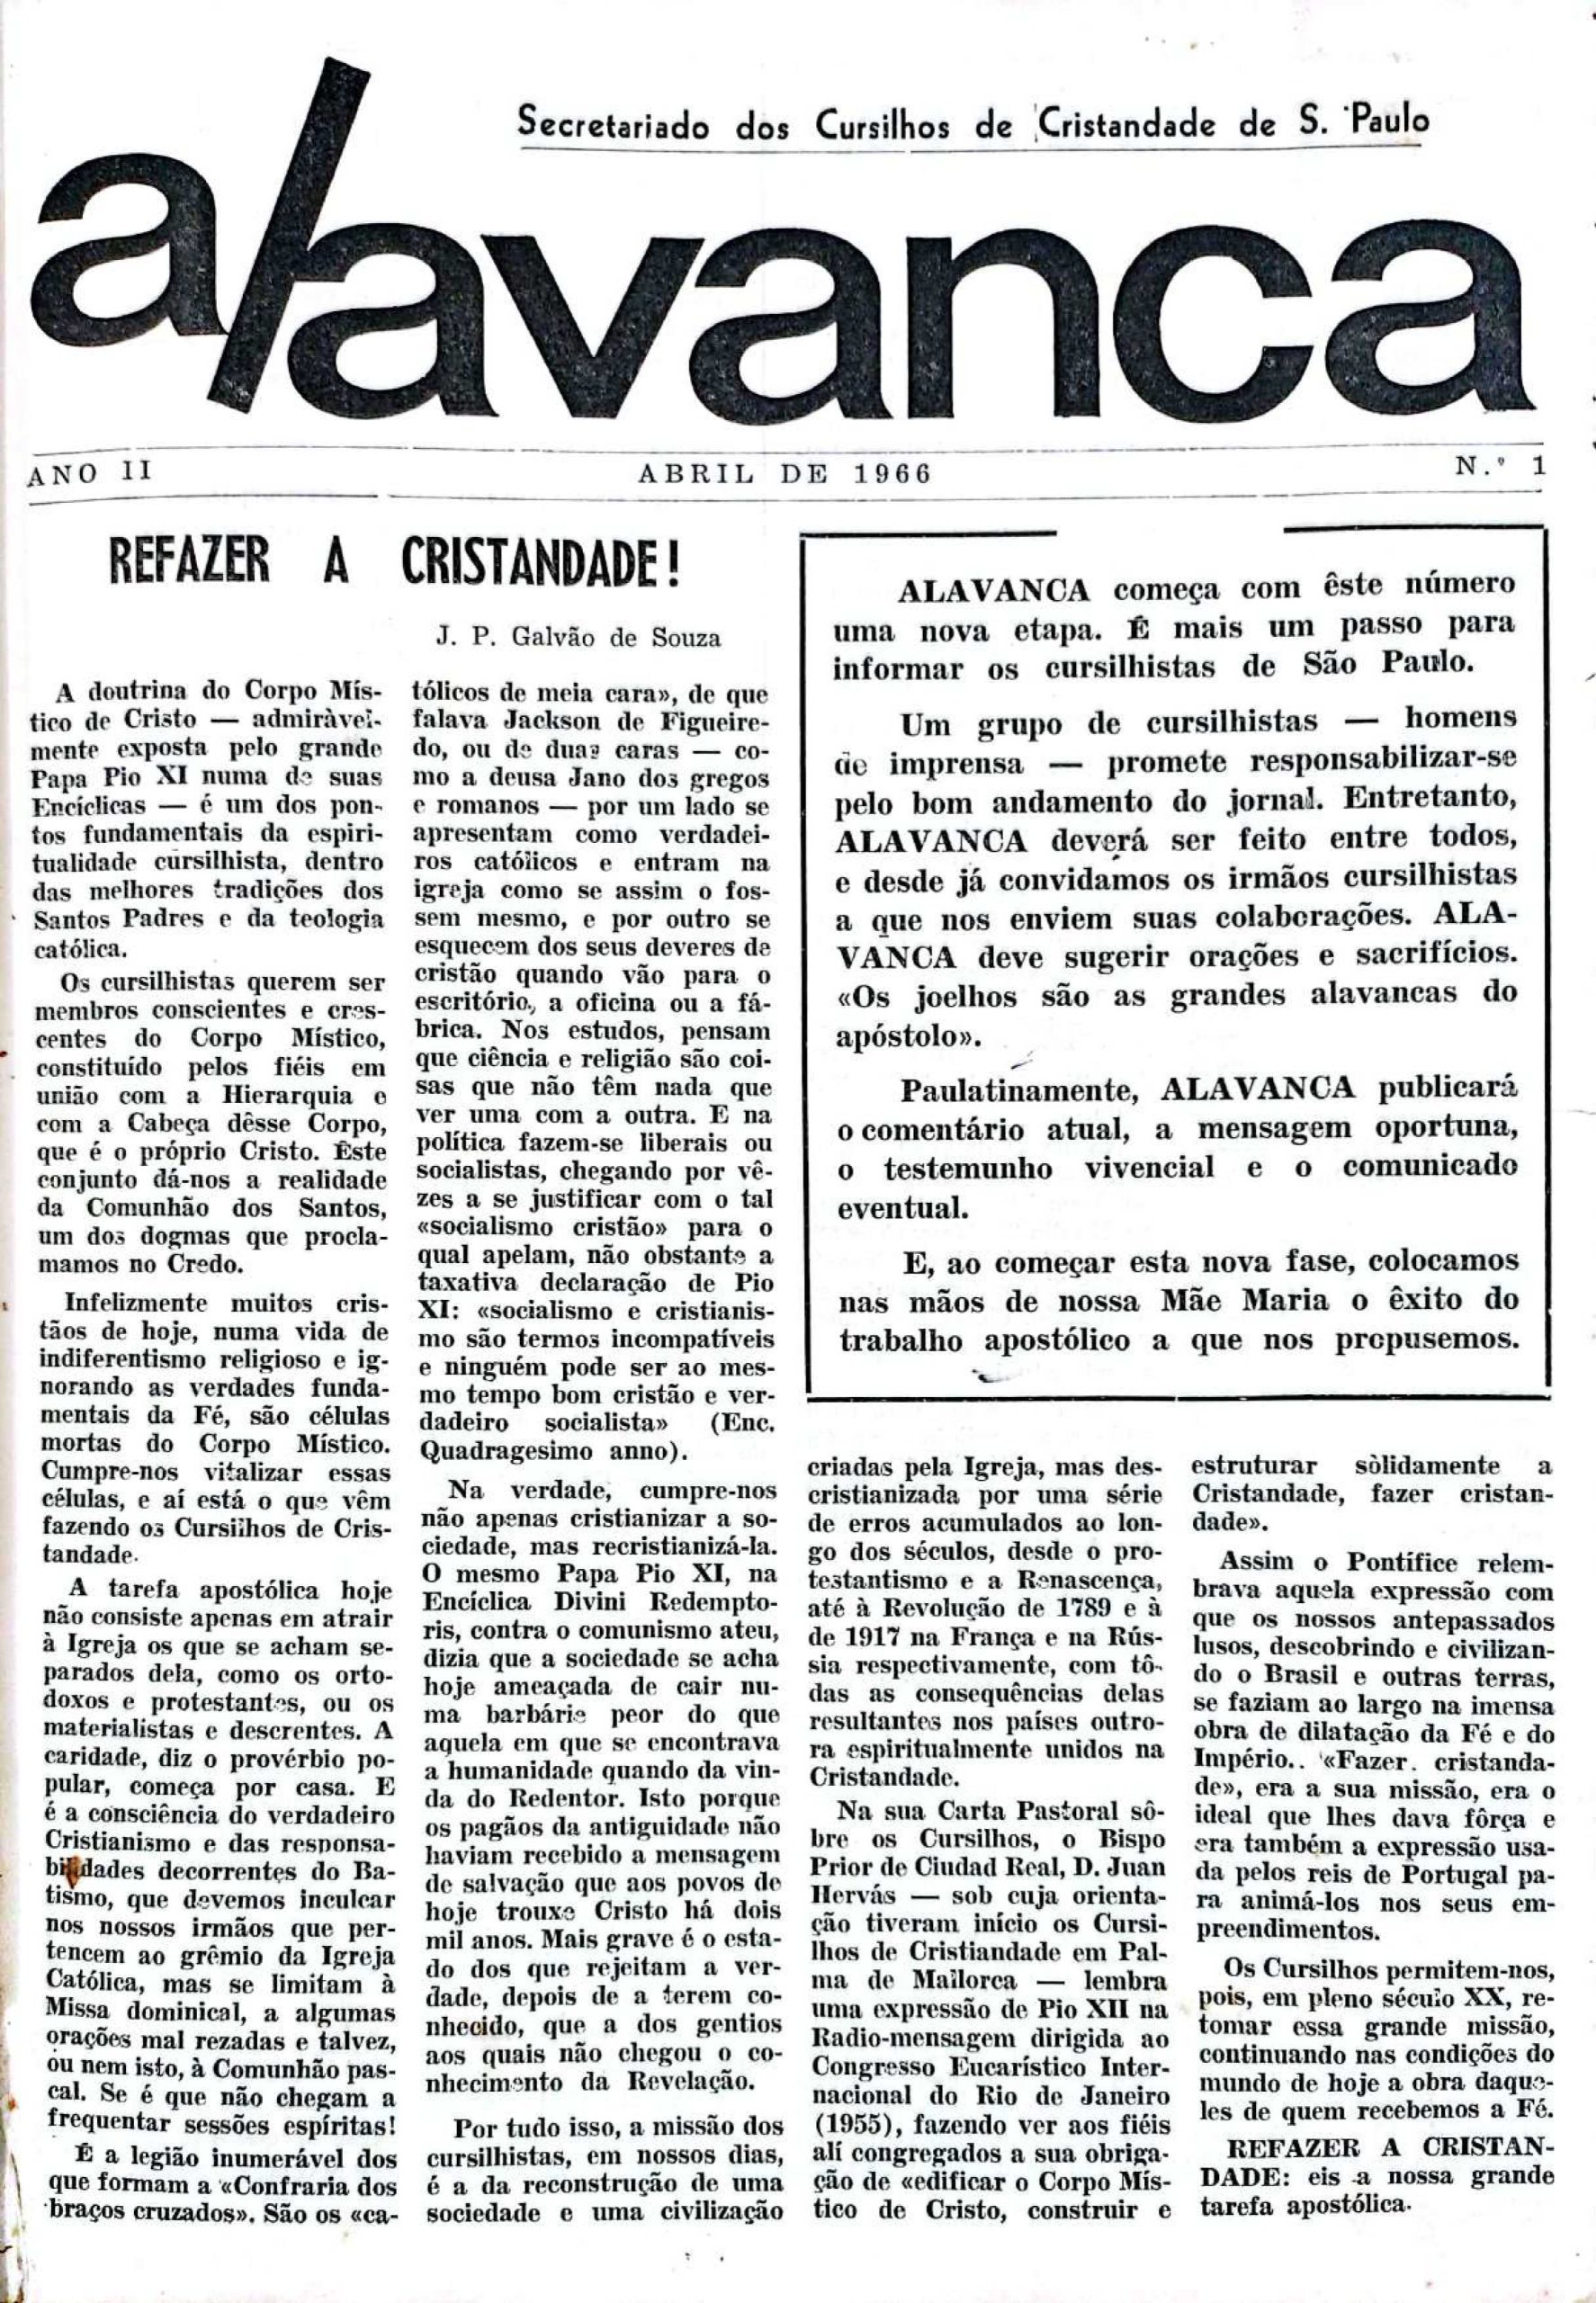 Secretariado dos Cursilhos de Cristandade de S. Paulo
alavanca
ANO II
ABRIL DE 1966
N.º 1
REFAZER A CRISTANDADE!
J. P. Galvão de Souza
A doutrina do Corpo Mís-
tico de Cristo — admiràvel-
mente exposta pelo grande
Papa Pio XI numa de suas
Encíclicas — é um dos pon-
tos fundamentais da espiri-
tualidade cursilhista, dentro
das melhores tradições dos
Santos Padres e da teologia
católica.
Os cursilhistas querem ser
membros conscientes e cres-
centes do Corpo Místico,
constituído pelos fiéis em
união com a Hierarquia e
com a Cabeça dêsse Corpo,
que é o próprio Cristo. Êste
conjunto dá-nos a realidade
da Comunhão dos Santos,
um dos dogmas que procla-
mamos no Credo.
Infelizmente muitos cris-
tãos de hoje, numa vida de
indiferentismo religioso e ig-
norando as verdades funda-
mentais da Fé, são células
mortas do Corpo Místico.
Cumpre-nos vitalizar essas
células, e aí está o que vêm
fazendo os Cursilhos de Cris-
tandade.
A tarefa apostólica hoje
não consiste apenas em atrair
à Igreja os que se acham se-
parados dela, como os orto-
doxos e protestantes, ou os
materialistas e descrentes. A
caridade, diz o provérbio po-
pular, começa por casa. E
é a consciência do verdadeiro
Cristianismo e das responsa-
bilidades decorrentes do Ba-
tismo, que devemos inculcar
nos nossos irmãos que per-
tencem ao grêmio da Igreja
Católica, mas se limitam à
Missa dominical, a algumas
orações mal rezadas e talvez,
ou nem isto, à Comunhão pas-
cal. Se é que não chegam a
frequentar sessões espíritas!
É a legião inumerável dos
que formam a «Confraria dos
braços cruzados». São os «ca-
tólicos de meia cara», de que
falava Jackson de Figueire-
do, ou de duas caras — co-
mo a deusa Jano dos gregos
e romanos — por um lado se
apresentam como verdadei-
ros católicos e entram na
igreja como se assim o fos-
sem mesmo, e por outro se
esquecem dos seus deveres de
cristão quando vão para o
escritório, a oficina ou a fá-
brica. Nos estudos, pensam
que ciência e religião são coi-
sas que não têm nada que
ver uma com a outra. E na
política fazem-se liberais ou
socialistas, chegando por vê-
zes a se justificar com o tal
«socialismo cristão» para o
qual apelam, não obstante a
taxativa declaração de Pio
XI: «socialismo e cristianis-
mo são termos incompatíveis
e ninguém pode ser ao mes-
mo tempo bom cristão e ver-
dadeiro socialista» (Enc.
Quadragesimo anno).
Na verdade, cumpre-nos
não apenas cristianizar a so-
ciedade, mas recristianizá-la.
O mesmo Papa Pio XI, na
Encíclica Divini Redempto-
ris, contra o comunismo ateu,
dizia que a sociedade se acha
hoje ameaçada de cair nu-
ma barbárie peor do que
aquela em que se encontrava
a humanidade quando da vin-
da do Redentor. Isto porque
os pagãos da antiguidade não
haviam recebido a mensagem
de salvação que aos povos de
hoje trouxe Cristo há dois
mil anos. Mais grave é o esta-
do dos que rejeitam a ver-
dade, depois de a terem co-
nhecido, que a dos gentios
aos quais não chegou o co-
nhecimento da Revelação.
Por tudo isso, a missão dos
cursilhistas, em nossos dias,
é a da reconstrução de uma
sociedade e uma civilização
ALAVANCA começa com êste número
uma nova etapa. É mais um passo para
informar os cursilhistas de São Paulo.
Um grupo de cursilhistas — homens
de imprensa — promete responsabilizar-se
pelo bom andamento do jornal. Entretanto,
ALAVANCA deverá ser feito entre todos,
e desde já convidamos os irmãos cursilhistas
a que nos enviem suas colaborações. ALA-
VANCA deve sugerir orações e sacrifícios.
«Os joelhos são as grandes alavancas do
apóstolo».
Paulatinamente, ALAVANCA publicará
o comentário atual, a mensagem oportuna,
o testemunho vivencial e o comunicado
eventual.
E, ao começar esta nova fase, colocamos
nas mãos de nossa Mãe Maria o êxito do
trabalho apostólico a que nos propusemos.
criadas pela Igreja, mas des-
cristianizada por uma série
de erros acumulados ao lon-
go dos séculos, desde o pro-
testantismo e a Renascença,
até à Revolução de 1789 e à
de 1917 na França e na Rús-
sia respectivamente, com tô-
das as consequências delas
resultantes nos países outro-
ra espiritualmente unidos na
Cristandade.
Na sua Carta Pastoral sô-
bre os Cursilhos, o Bispo
Prior de Ciudad Real, D. Juan
Hervás — sob cuja orienta-
ção tiveram início os Cursi-
lhos de Cristiandade em Pal-
ma de Mallorca — lembra
uma expressão de Pio XII na
Radio-mensagem dirigida ao
Congresso Eucarístico Inter-
nacional do Rio de Janeiro
(1955), fazendo ver aos fiéis
alí congregados a sua obriga-
ção de «edificar o Corpo Mís-
tico de Cristo, construir e
estruturar sòlidamente a
Cristandade, fazer cristan-
dade».
Assim o Pontífice relem-
brava aquela expressão com
que os nossos antepassados
lusos, descobrindo e civilizan-
do o Brasil e outras terras,
se faziam ao largo na imensa
obra de dilatação da Fé e do
Império.. «Fazer. cristanda-
de», era a sua missão, era o
ideal que lhes dava fôrça e
era também a expressão usa-
da pelos reis de Portugal pa-
ra animá-los nos seus em-
preendimentos.
Os Cursilhos permitem-nos,
pois, em pleno século XX, re-
tomar essa grande missão,
continuando nas condições do
mundo de hoje a obra daque-
les de quem recebemos a Fé.
REFAZER A CRISTAN-
DADE: eis a nossa grande
tarefa apostólica.